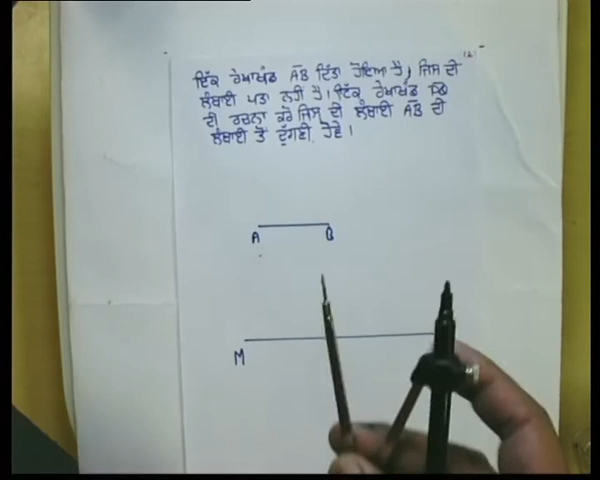 ਇੱਕ ਰੇਖਾਖੰਡ AB ਦਿੱਤਾ ਹੋਇਆ ਹੈ, ਜਿਸ ਦੀ
ਲੰਬਾਈ ਪਤਾ ਨਹੀਂ ਹੈ। ਇੱਕ ਰੇਖਾਖੰਡ
ਦੀ ਰਚਨਾ ਕਰੋ ਜਿਸ ਦੀ ਲੰਬਾਈ AB ਦੀ
ਲੰਬਾਈ ਤੋਂ ਦੁੱਗਣੀ ਹੋਵੇ।
A B
M